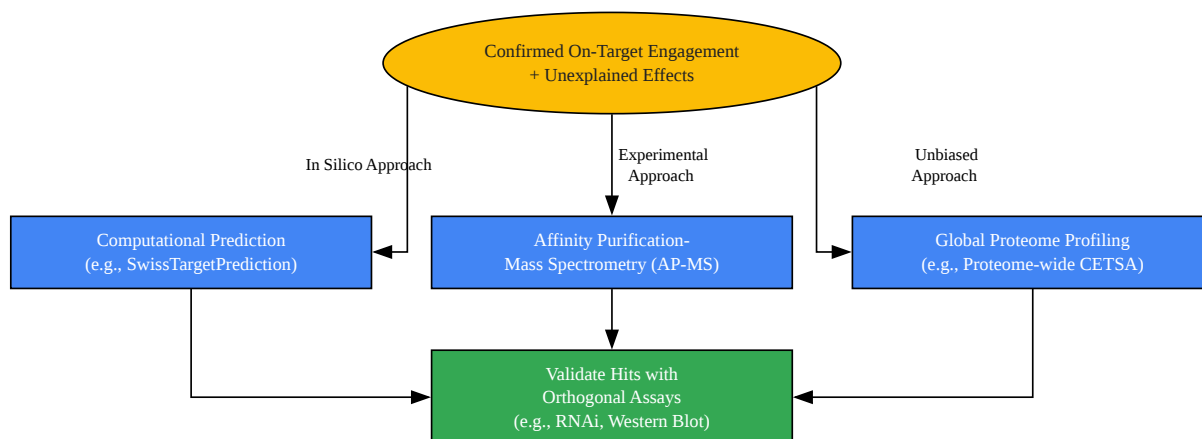 Confirmed On-Target Engagement
+ Unexplained Effects
In Silico Approach
Experimental
Approach
Unbiased
Approach
Computational Prediction
(e.g., SwissTargetPrediction)
Affinity Purification-
Mass Spectrometry (AP-MS)
Global Proteome Profiling
(e.g., Proteome-wide CETSA)
Validate Hits with
Orthogonal Assays
(e.g., RNAi, Western Blot)